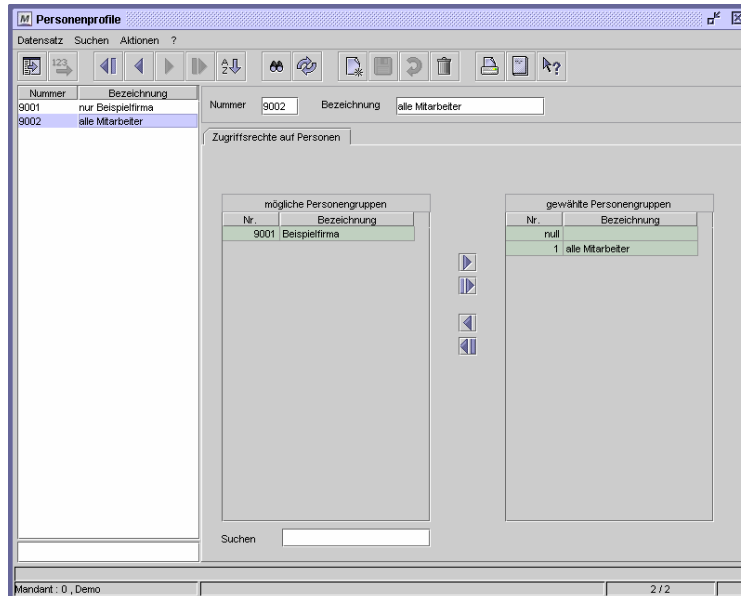 M Personenprofile
Datensatz Suchen Aktionen ?
123
A Z
?
Nummer Bezeichnung
9001 nur Beispielfirma
9002 alle Mitarbeiter
Nummer 9002 Bezeichnung alle Mitarbeiter
Zugriffsrechte auf Personen
mögliche Personengruppen
Nr. Bezeichnung
9001 Beispielfirma
gewählte Personengruppen
Nr. Bezeichnung
null
1 alle Mitarbeiter
Suchen
Mandant : 0 , Demo 2 / 2